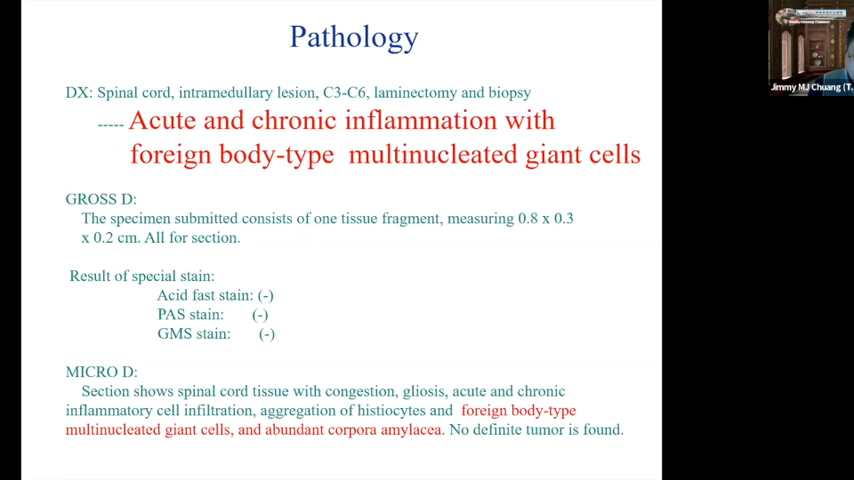 Pathology
DX: Spinal cord, intramedullary lesion, C3-C6, laminectomy and biopsy
----- Acute and chronic inflammation with
foreign body-type multinucleated giant cells
GROSS D:
The specimen submitted consists of one tissue fragment, measuring 0.8 x 0.3
x 0.2 cm. All for section.
Result of special stain:
Acid fast stain: (-)
PAS stain: (-)
GMS stain: (-)
MICRO D:
Section shows spinal cord tissue with congestion, gliosis, acute and chronic
inflammatory cell infiltration, aggregation of histiocytes and foreign body-type
multinucleated giant cells, and abundant corpora amylacea. No definite tumor is found.
Jimmy MJ Chuang (T.